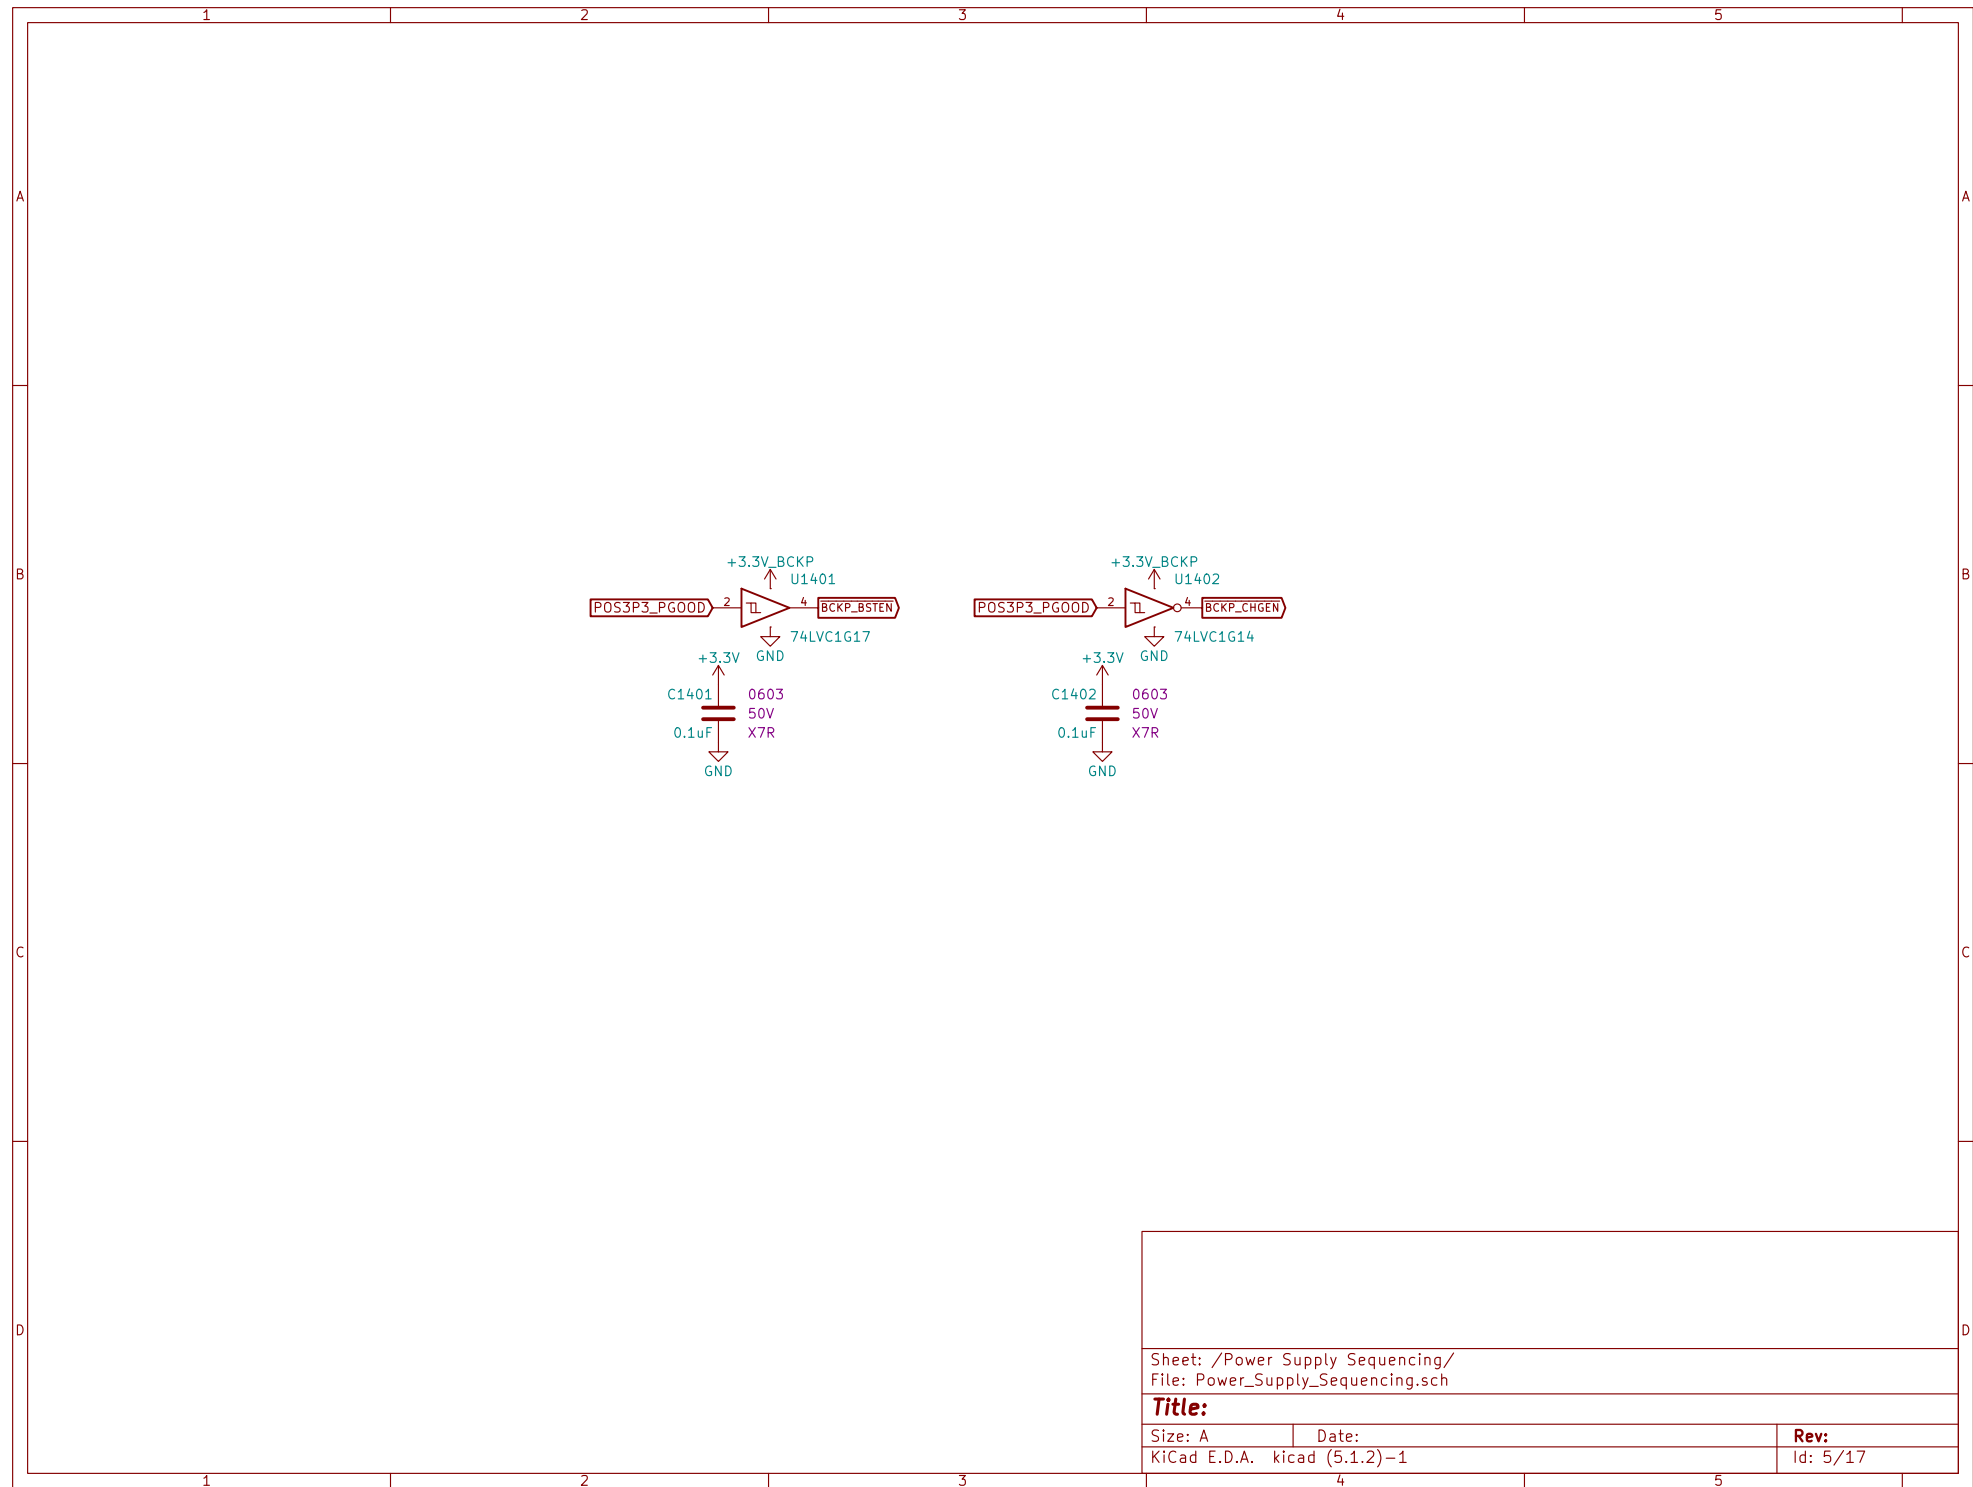 1 2 3 4 5
A A
+3.3V_BCKP +3.3V_BCKP
B U1401 U1402 B
POS3P3_PGOOD 2 4 BCKP_BSTEN POS3P3_PGOOD 2 4 BCKP_CHGEN
74LVC1G17 74LVC1G14
+3.3V GND +3.3V GND
C1401 0603 C1402 0603
50V 50V
0.1uF X7R 0.1uF X7R
GND GND
C C
D D
Sheet: /Power Supply Sequencing/
File: Power_Supply_Sequencing.sch
Title:
Size: A Date: Rev:
KiCad E.D.A. kicad (5.1.2)-1 Id: 5/17
1 2 3 4 5